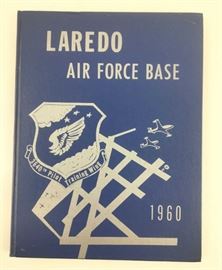 LAREDO
AIR FORCE BASE
3640th Pilot Training Wing
1960